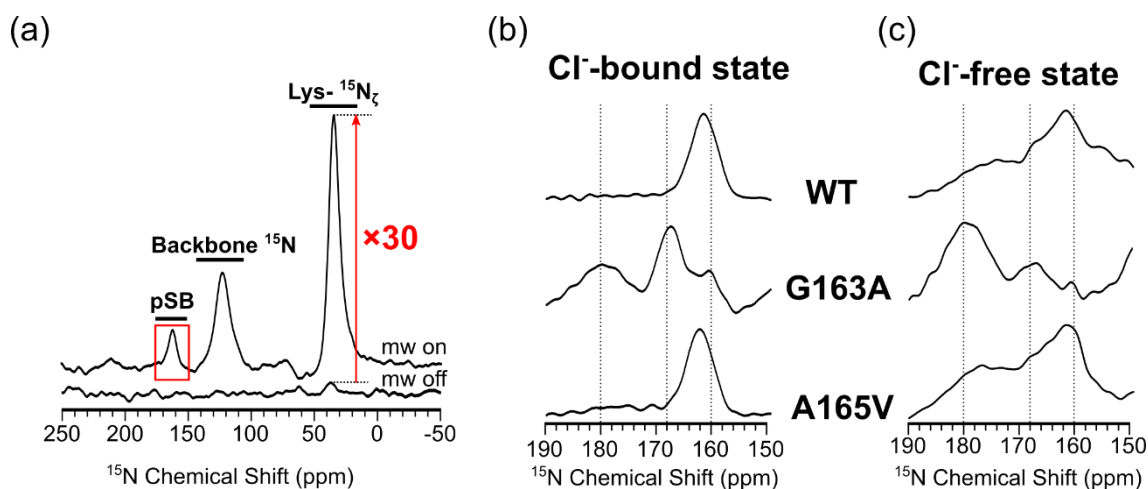 (a)
Lys- ¹⁵Nζ
×30
Backbone ¹⁵N
pSB
mw on
mw off
250 200 150 100 50 0 -50
¹⁵N Chemical Shift (ppm)
(b)
Cl⁻-bound state
WT
G163A
A165V
190 180 170 160 150
¹⁵N Chemical Shift (ppm)
(c)
Cl⁻-free state
190 180 170 160 150
¹⁵N Chemical Shift (ppm)